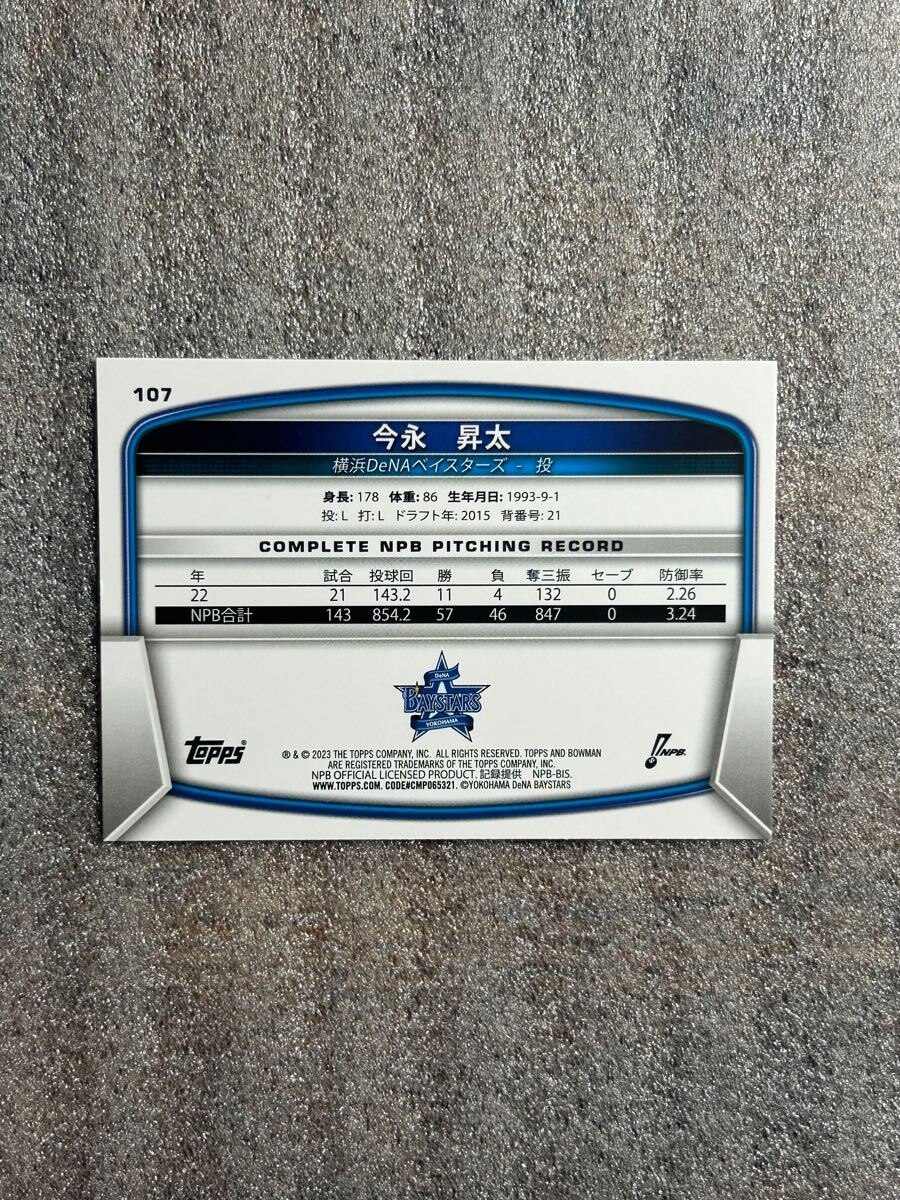 107
今永 昇太
横浜DeNAベイスターズ - 投
身長: 178 体重: 86 生年月日: 1993-9-1
投: L 打: L ドラフト年: 2015 背番号: 21
COMPLETE NPB PITCHING RECORD
年 試合 投球回 勝 負 奪三振 セーブ 防御率
22 21 143.2 11 4 132 0 2.26
NPB合計 143 854.2 57 46 847 0 3.24
DeNA
BAYSTARS
YOKOHAMA
topps
® & © 2023 THE TOPPS COMPANY, INC. ALL RIGHTS RESERVED. TOPPS AND BOWMAN
ARE REGISTERED TRADEMARKS OF THE TOPPS COMPANY, INC.
NPB OFFICIAL LICENSED PRODUCT. 記録提供 NPB-BIS.
WWW.TOPPS.COM. CODE#CMP065321. ©YOKOHAMA DeNA BAYSTARS
NPB